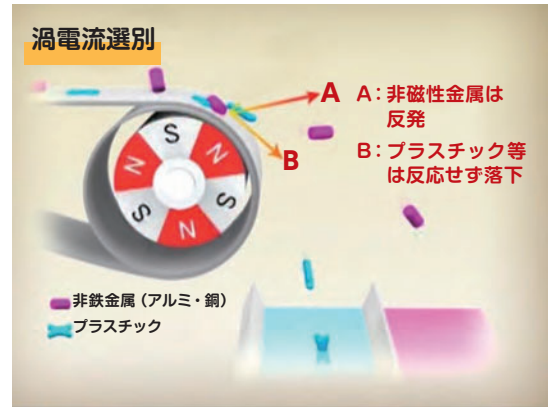 渦電流選別
A
A：非磁性金属は
反発
B
B：プラスチック等
は反応せず落下
S
N
N
S
S
N
非鉄金属（アルミ・銅）
プラスチック